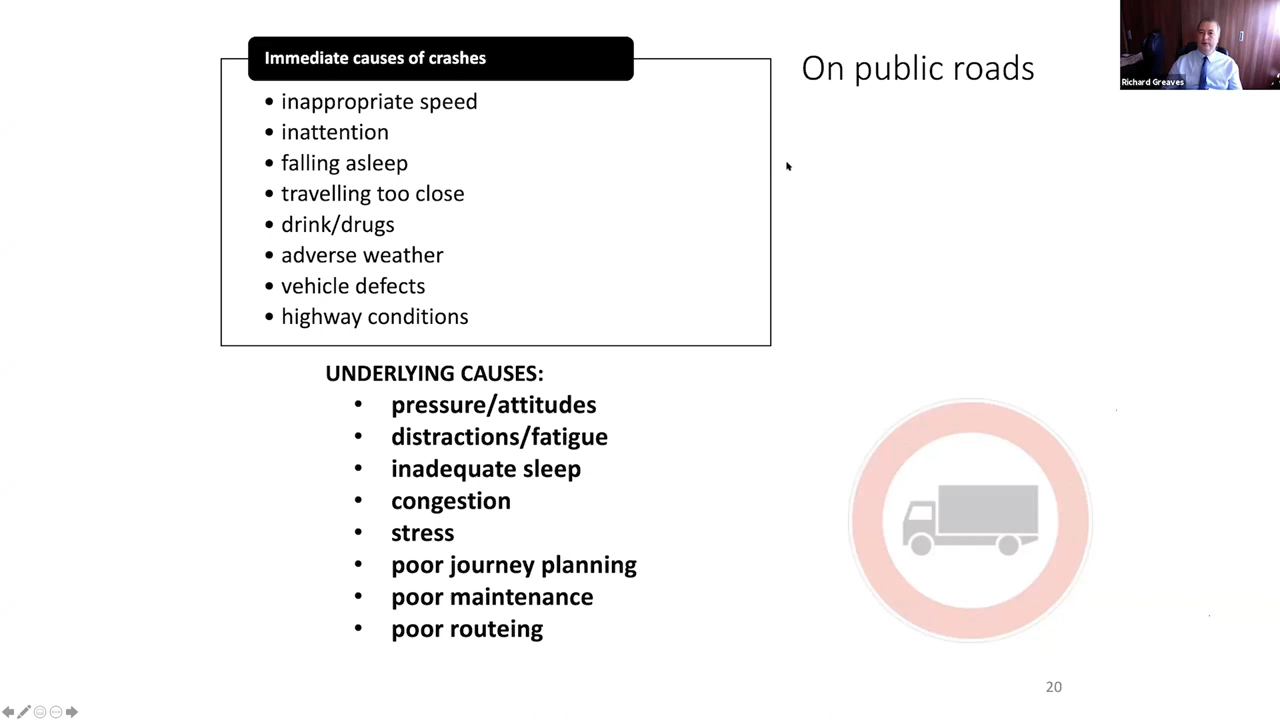 Immediate causes of crashes
• inappropriate speed
• inattention
• falling asleep
• travelling too close
• drink/drugs
• adverse weather
• vehicle defects
• highway conditions
On public roads
Richard Greaves
UNDERLYING CAUSES:
• pressure/attitudes
• distractions/fatigue
• inadequate sleep
• congestion
• stress
• poor journey planning
• poor maintenance
• poor routeing
20